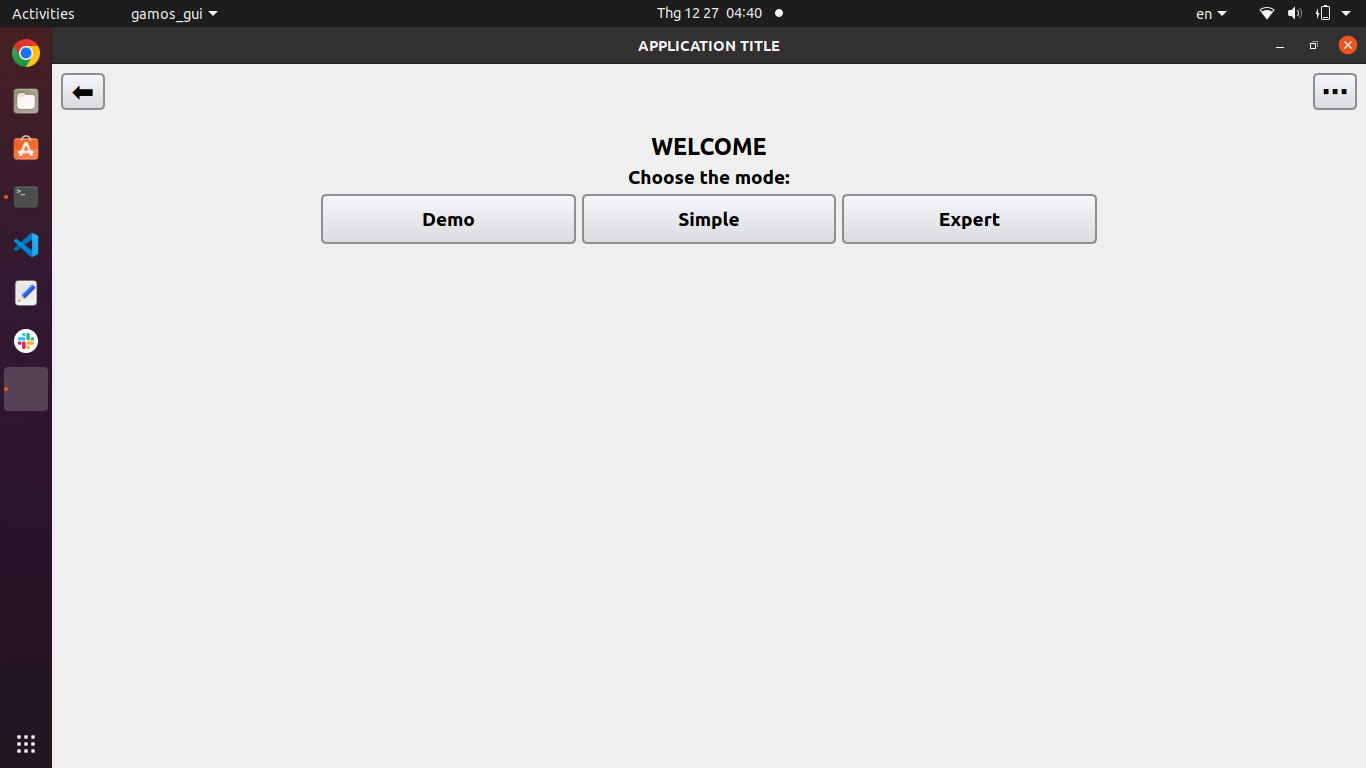 Activities gamos_gui Thg 12 27 04:40 en
APPLICATION TITLE
WELCOME
Choose the mode:
Demo Simple Expert